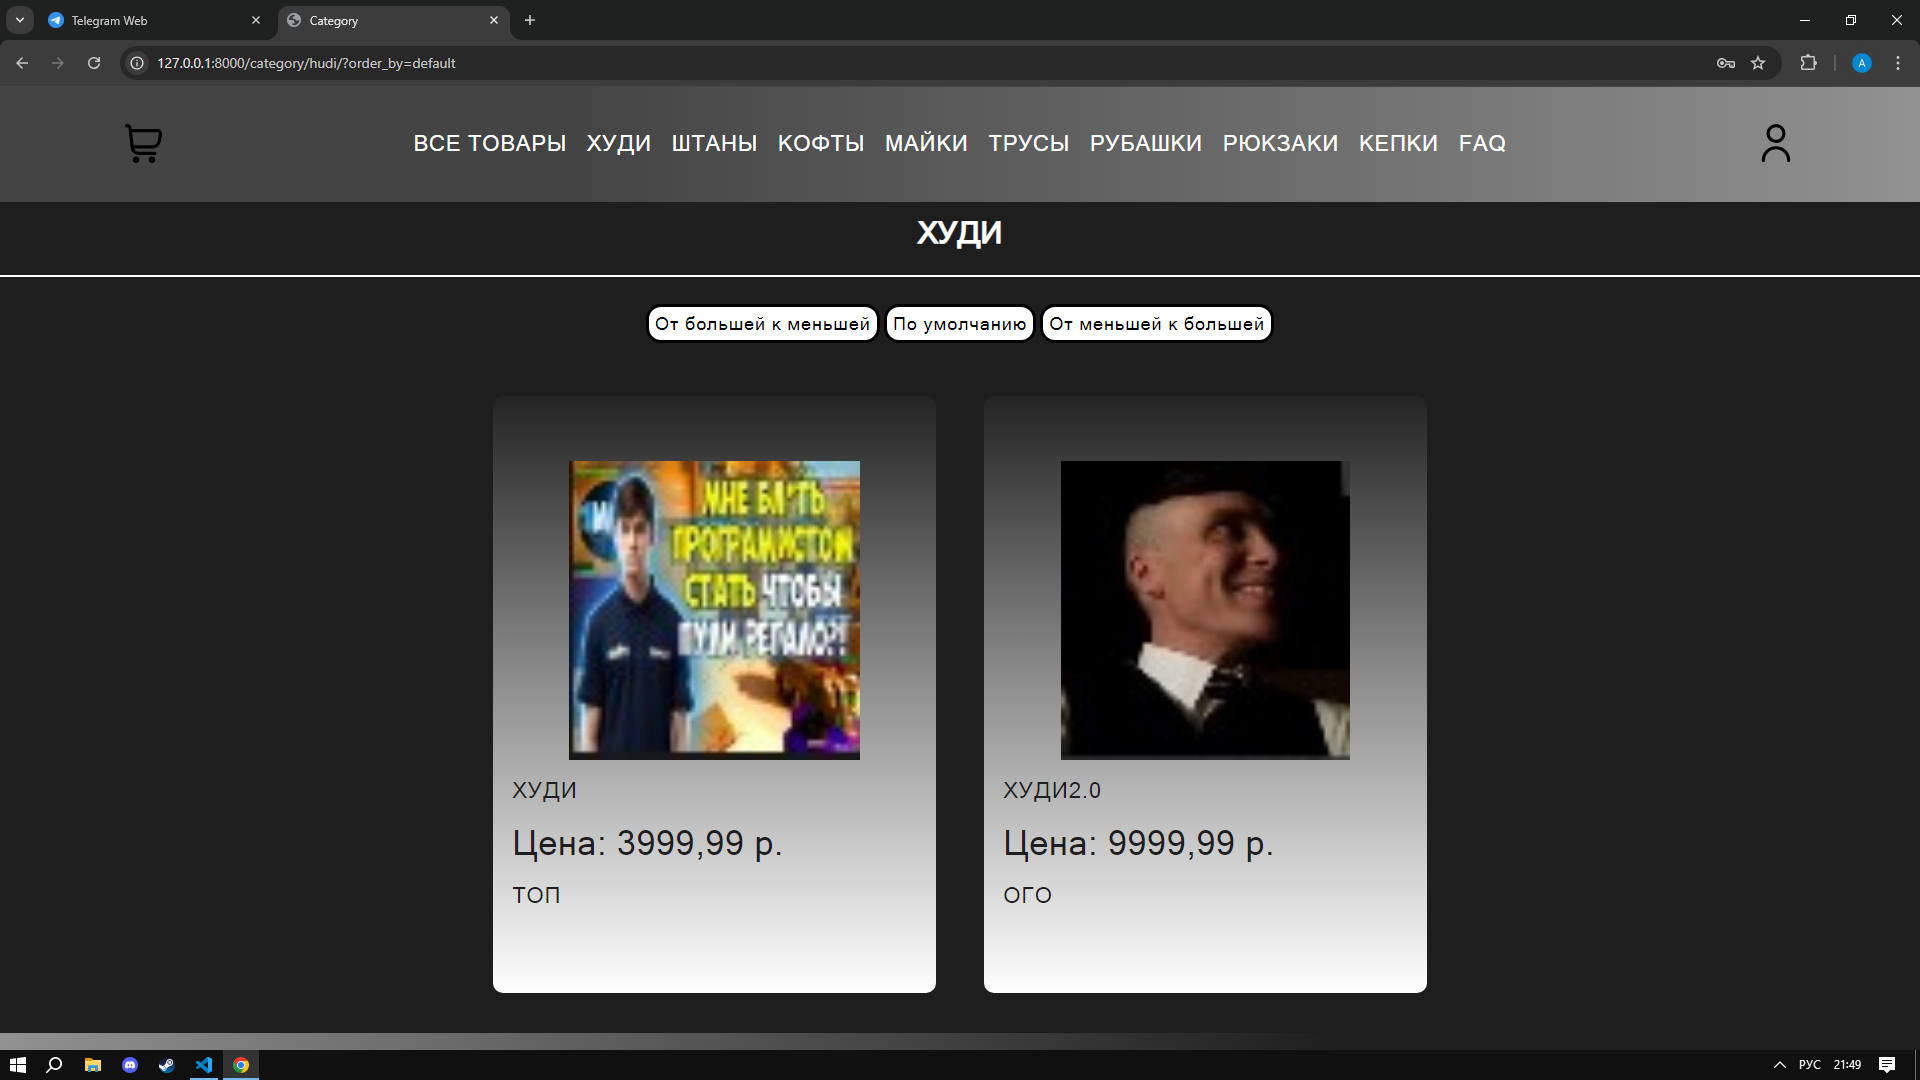 Telegram Web
Category
127.0.0.1:8000/category/hudi/?order_by=default
A
ВСЕ ТОВАРЫ ХУДИ ШТАНЫ КОФТЫ МАЙКИ ТРУСЫ РУБАШКИ РЮКЗАКИ КЕПКИ FAQ
ХУДИ
От большей к меньшей По умолчанию От меньшей к большей
МНЕ БЛ*ТЬ
ПРОГРАМИСТОМ
СТАТЬ ЧТОБЫ
ПУЛИ РЕГАЛО?!
ХУДИ
Цена: 3999,99 р.
ТОП
ХУДИ2.0
Цена: 9999,99 р.
ОГО
РУС 21:49